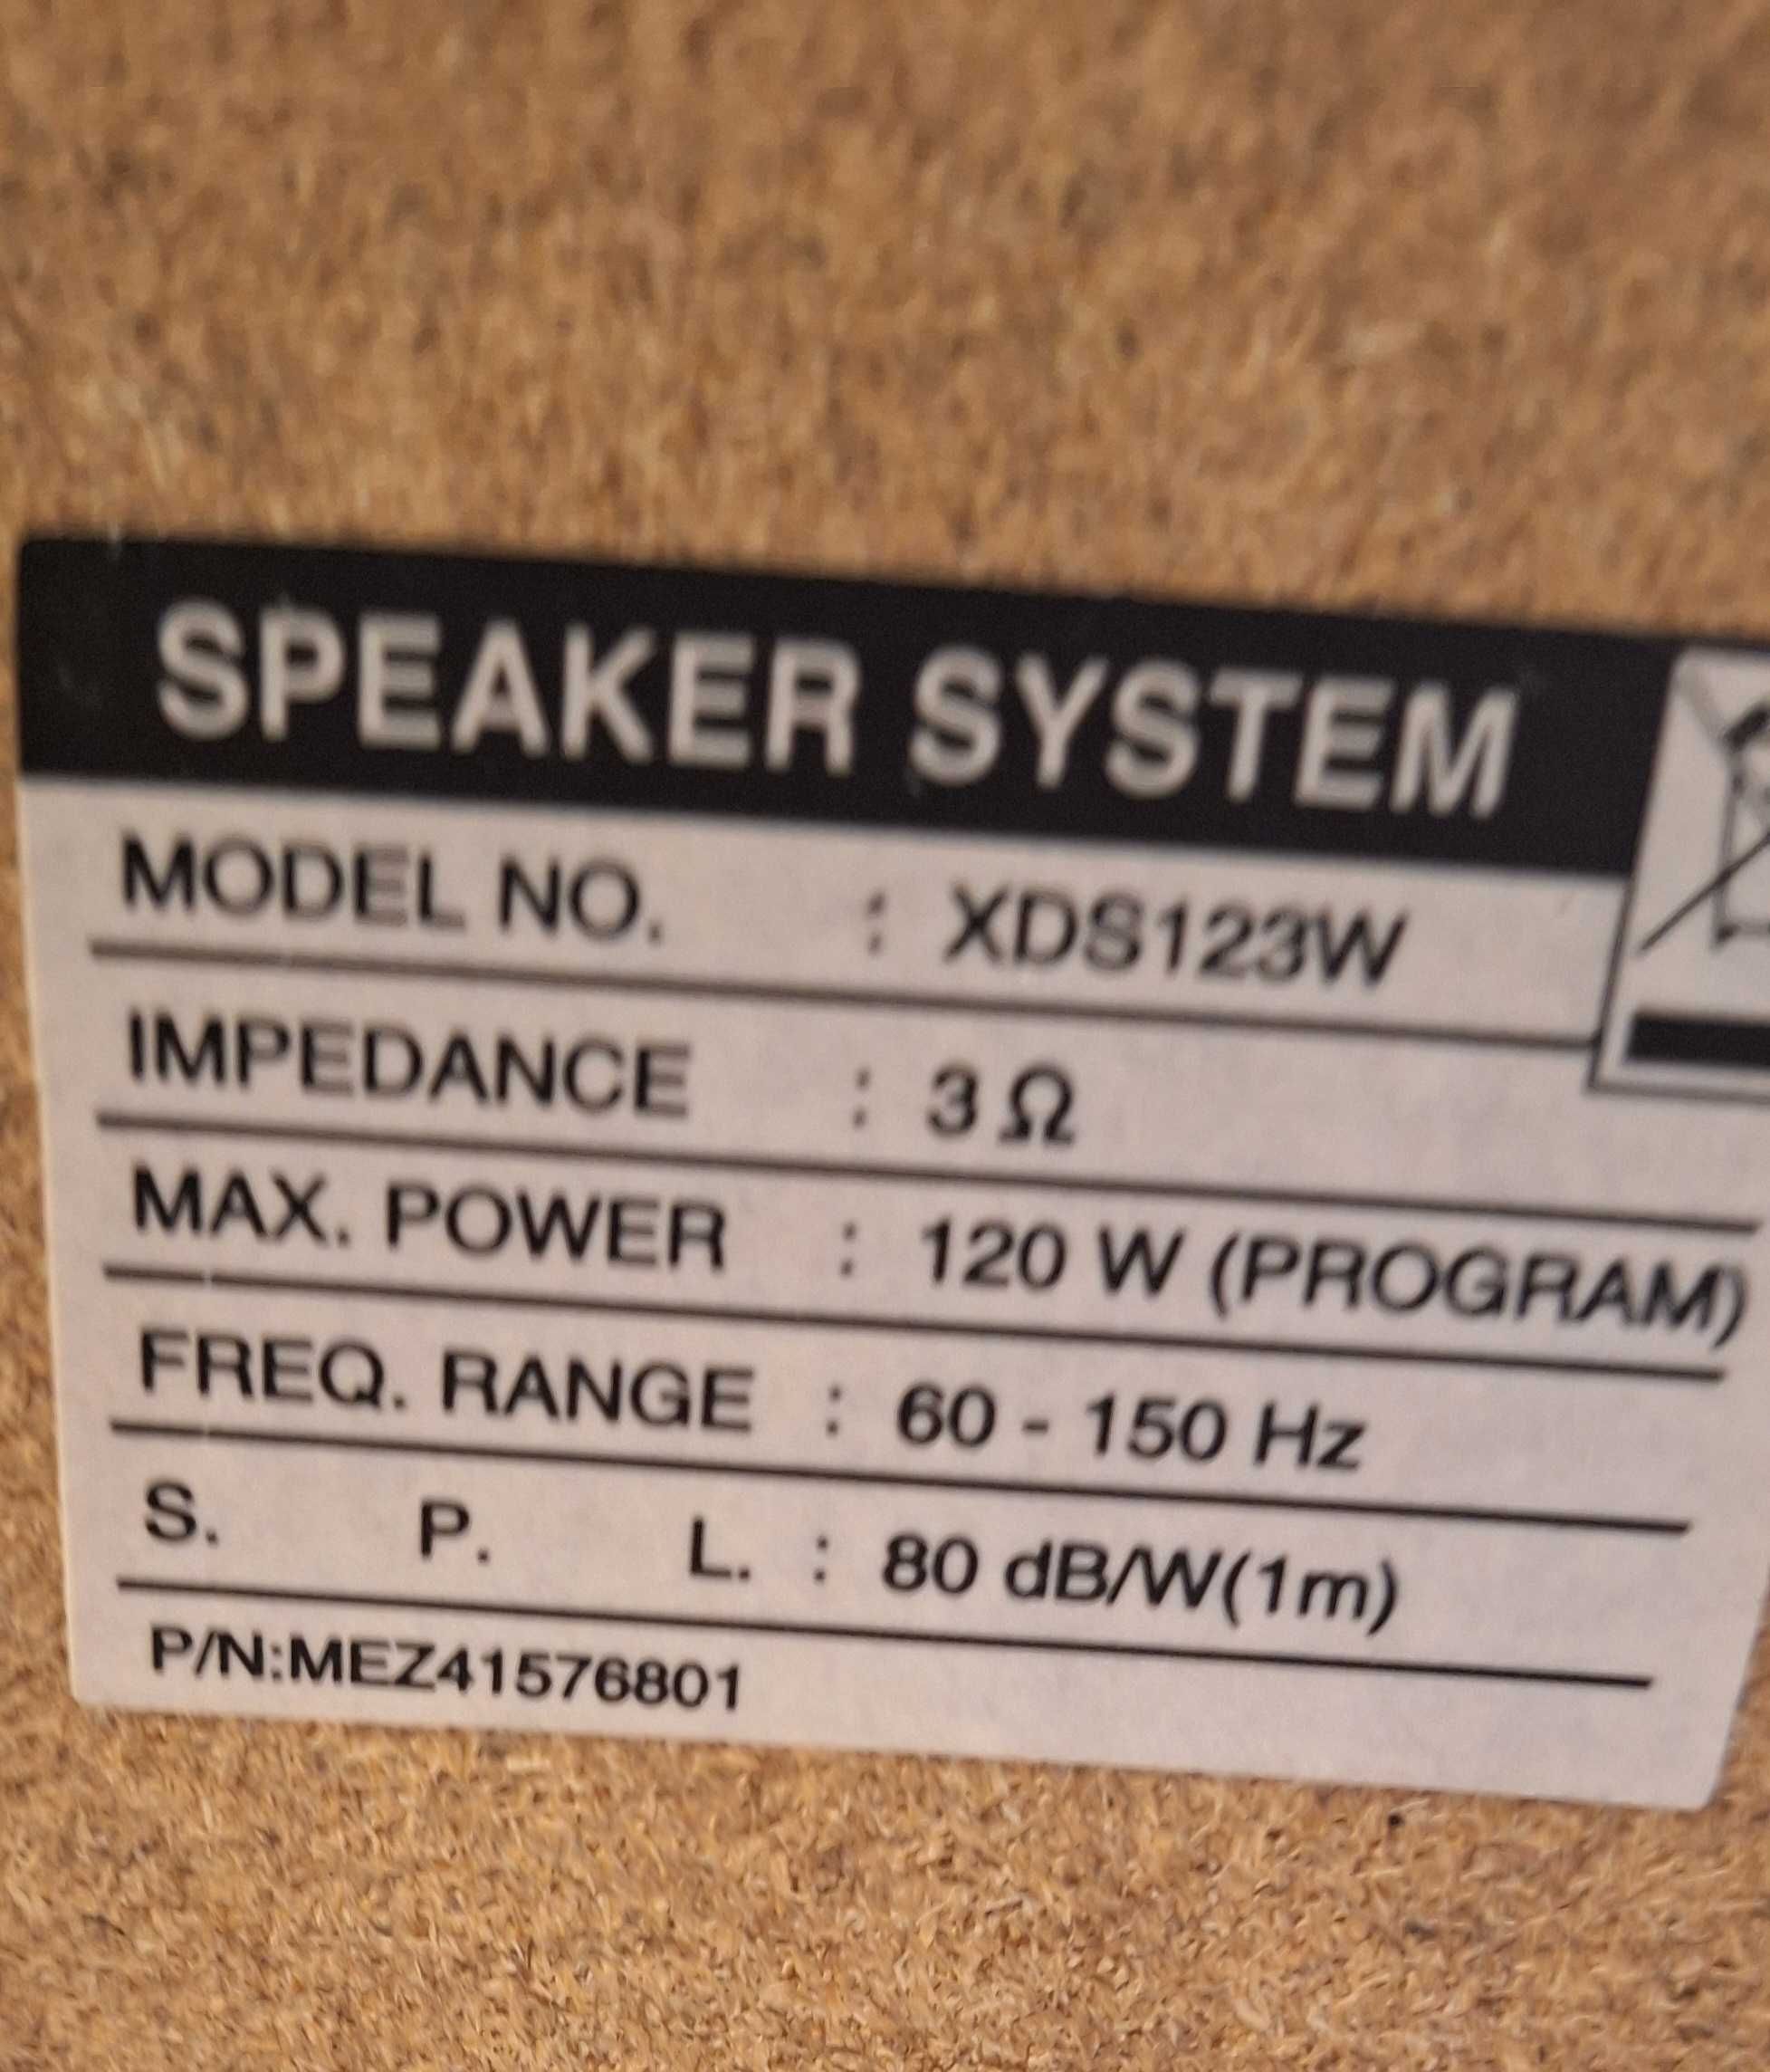 SPEAKER SYSTEM
MODEL NO. : XDS123W
IMPEDANCE : 3 Ω
MAX. POWER : 120 W (PROGRAM)
FREQ. RANGE : 60 - 150 Hz
S. P. L. : 80 dB/W(1m)
P/N:MEZ41576801